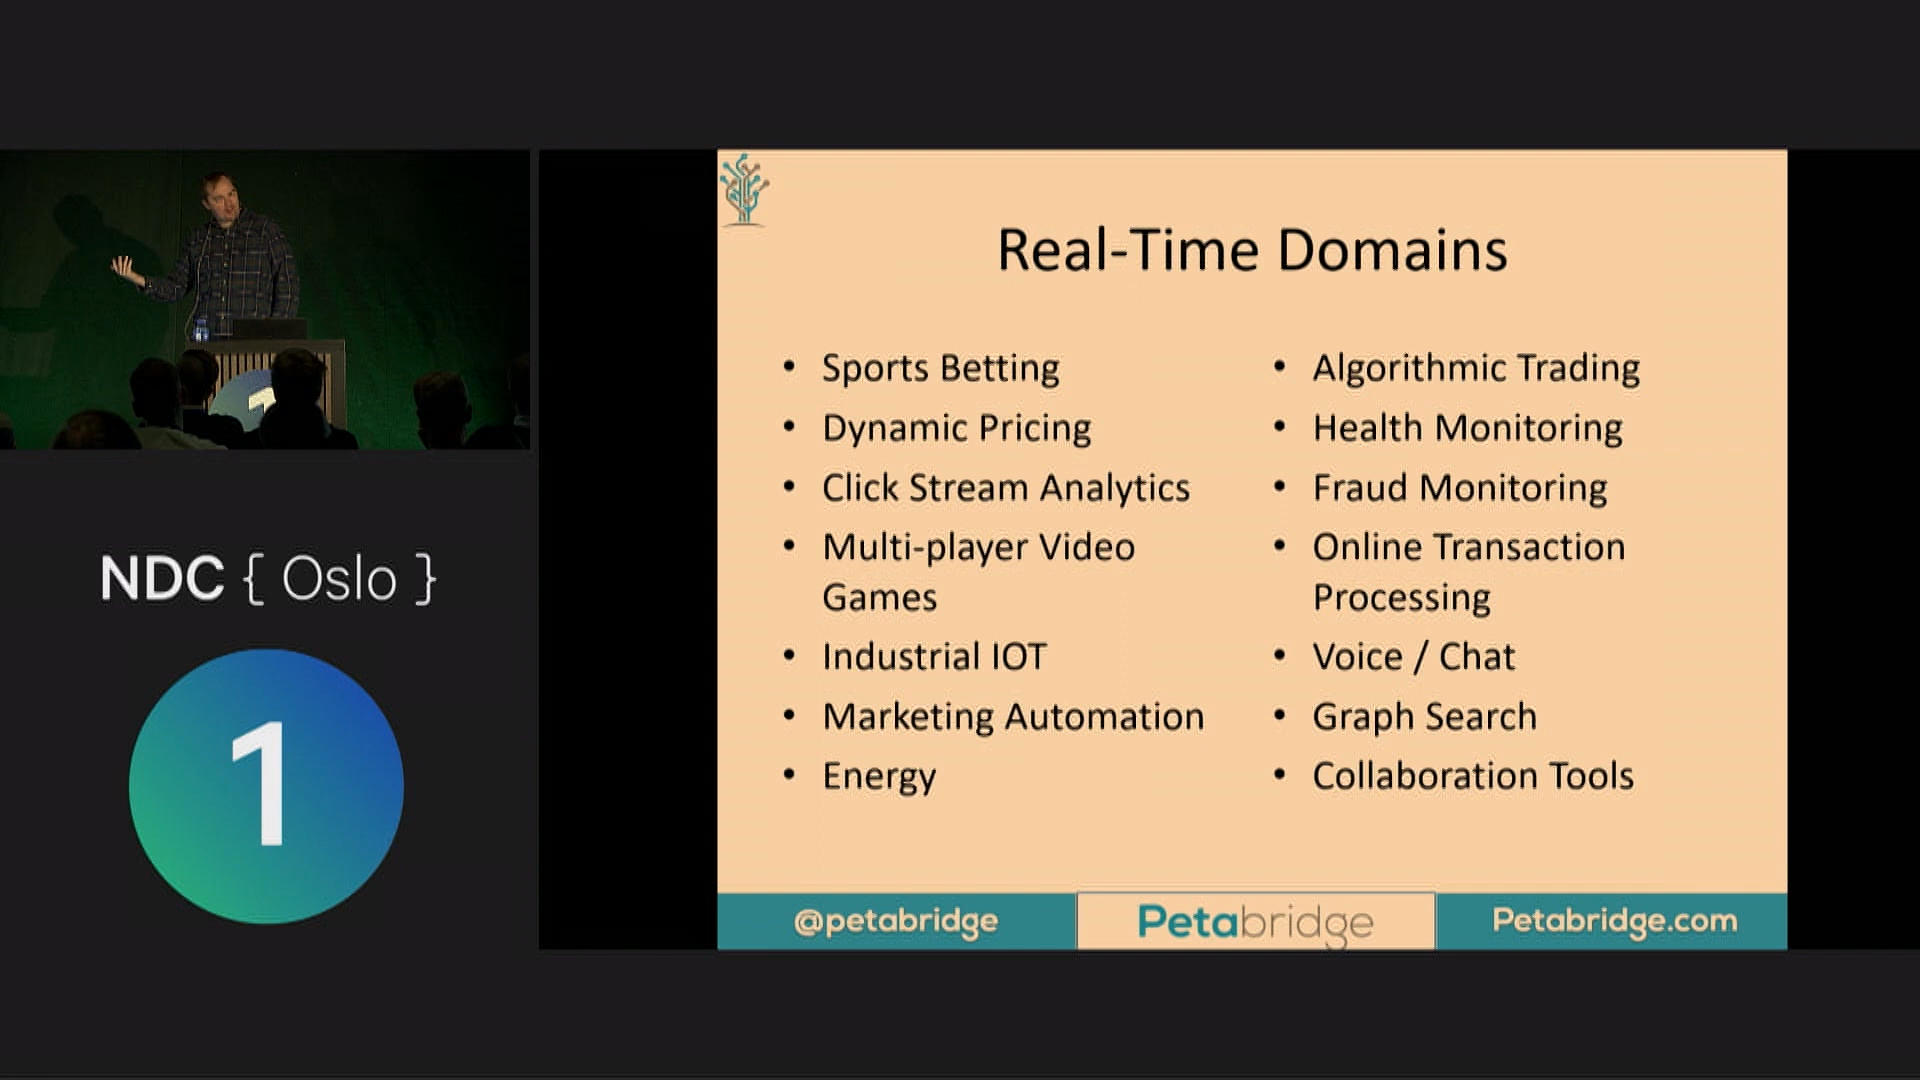 NDC { Oslo }
1
Real-Time Domains
• Sports Betting
• Dynamic Pricing
• Click Stream Analytics
• Multi-player Video
Games
• Industrial IOT
• Marketing Automation
• Energy
• Algorithmic Trading
• Health Monitoring
• Fraud Monitoring
• Online Transaction
Processing
• Voice / Chat
• Graph Search
• Collaboration Tools
@petabridge
Petabridge
Petabridge.com